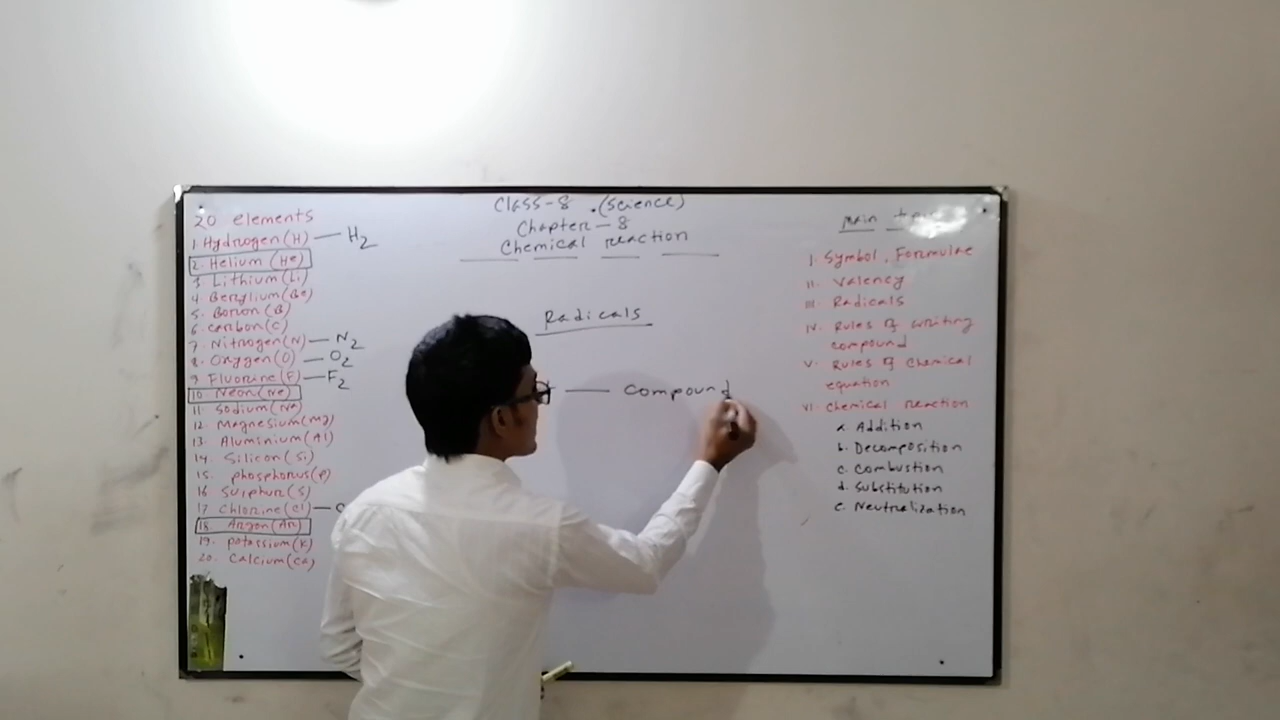 Class-8 .(Science)
Chapter-8
Chemical reaction
20 elements
1. Hydrogen (H) — H2
2. Helium (He)
3. Lithium (Li)
4. Berylium (Be)
5. Boron (B)
6. carbon (C)
7. Nitrogen (N) — N2
8. Oxygen (O) — O2
9. Fluorine (F) — F2
10. Neon (Ne)
11. Sodium (Na)
12. Magnesium (Mg)
13. Aluminium (Al)
14. Silicon (Si)
15. phosphorus (P)
16. Sulphur (S)
17. Chlorine (Cl) —
18. Argon (Ar)
19. potassium (K)
20. Calcium (Ca)
Radicals
— Compound
Main
I. Symbol, Formulae
II. Valency
III. Radicals
IV. Rules of writing
compound
V. Rules of Chemical
equation
VI. Chemical reaction
a. Addition
b. Decomposition
c. Combustion
d. Substitution
e. Neutralization